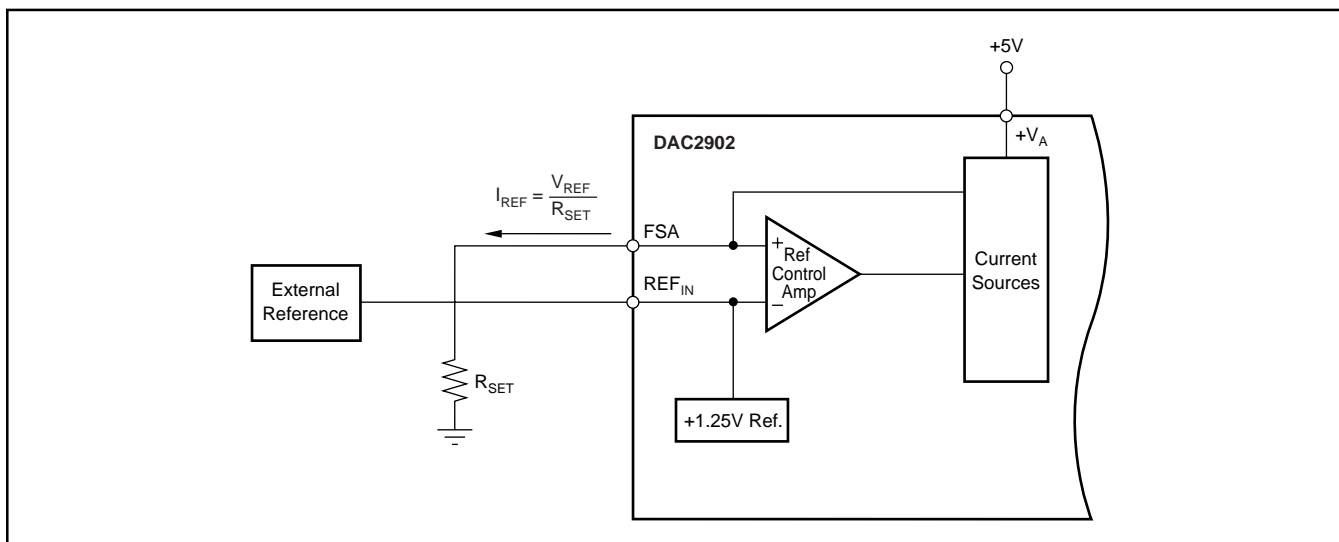 +5V
+V_A
DAC2902
I_REF = V_REF / R_SET
FSA
+
Ref
Control
Amp
−
Current
Sources
REF_IN
External
Reference
R_SET
+1.25V Ref.